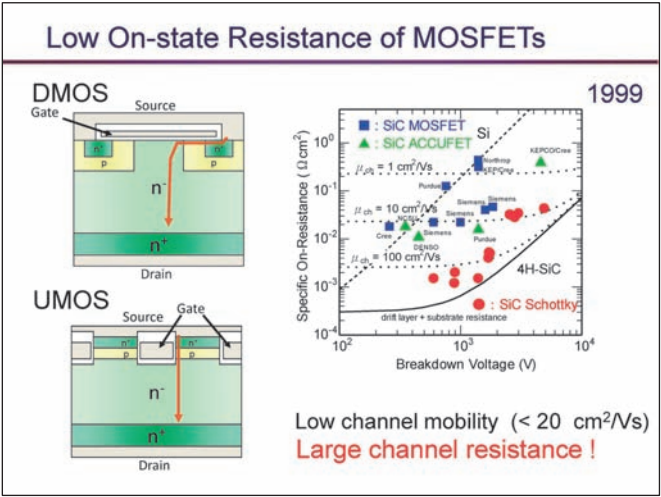 Low On-state Resistance of MOSFETs
1999
DMOS
Source
Gate
n+
n+
p
p
n-
n+
Drain
UMOS
Gate
Source
n+
n+
p
p
n-
n+
Drain
■ : SiC MOSFET
▲ : SiC ACCUFET
Si
KEPCO/Cree
Northrop
KEP/Cree
μch = 1 cm²/Vs
Purdue
Siemens
Siemens
μch = 10 cm²/Vs
NCSU
Siemens
Cree
Siemens
DENSO
Purdue
μch = 100 cm²/Vs
4H-SiC
● : SiC Schottky
drift layer + substrate resistance
Specific On-Resistance (Ωcm²)
10⁰
10⁻¹
10⁻²
10⁻³
10⁻⁴
10² 10³ 10⁴
Breakdown Voltage (V)
Low channel mobility (< 20 cm²/Vs)
Large channel resistance !